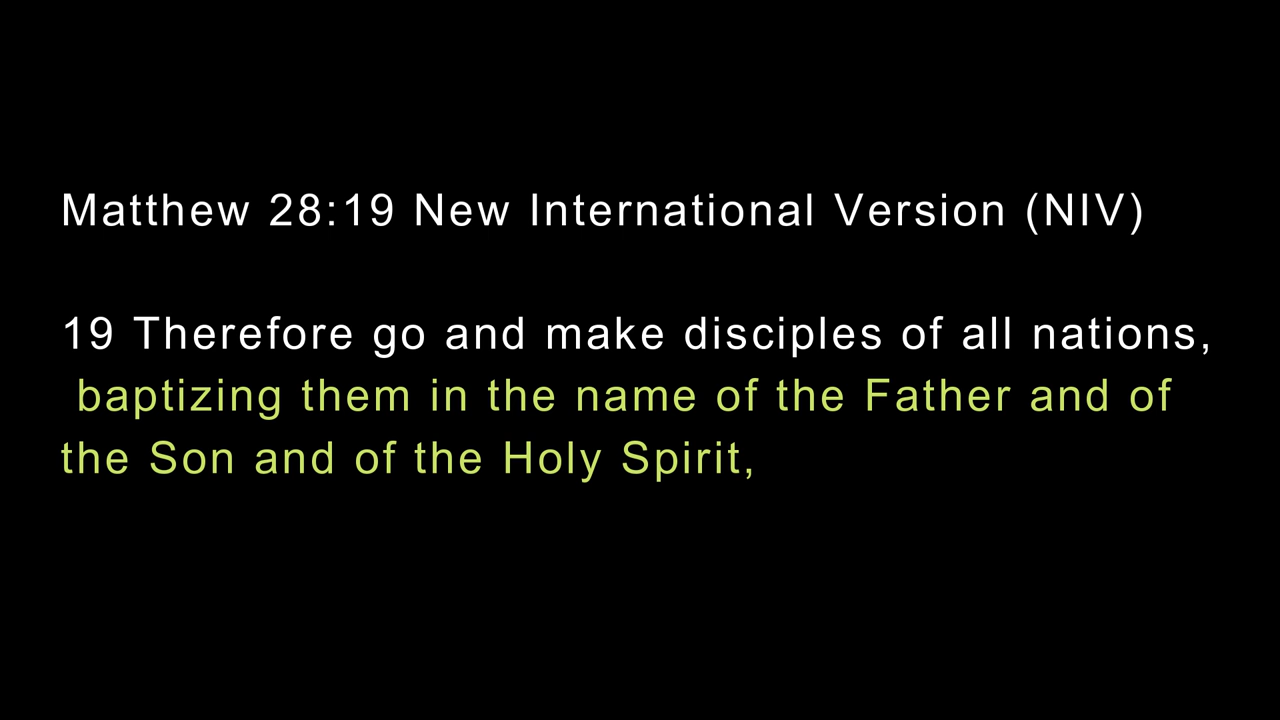 Matthew 28:19 New International Version (NIV)
19 Therefore go and make disciples of all nations,
baptizing them in the name of the Father and of
the Son and of the Holy Spirit,